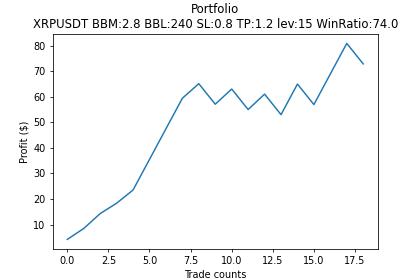 Portfolio
XRPUSDT BBM:2.8 BBL:240 SL:0.8 TP:1.2 lev:15 WinRatio:74.0
80
70
60
50
40
30
20
10
Profit ($)
0.0 2.5 5.0 7.5 10.0 12.5 15.0 17.5
Trade counts